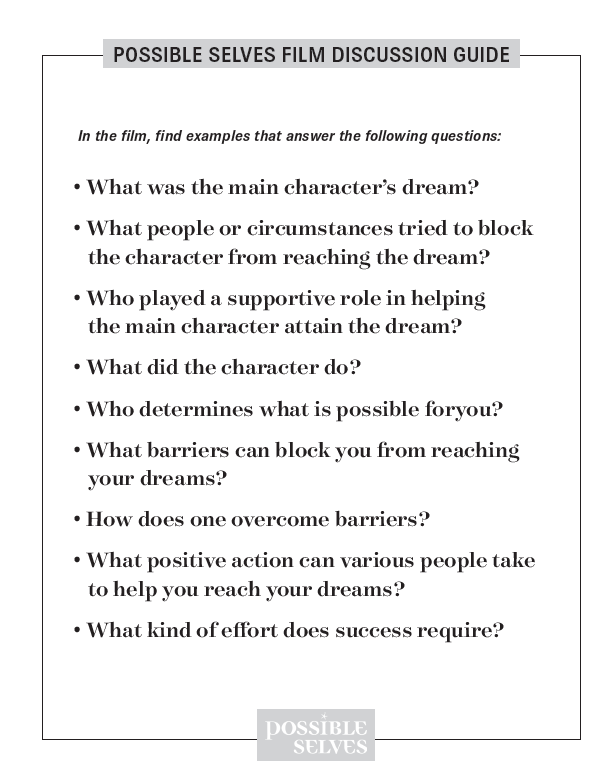 POSSIBLE SELVES FILM DISCUSSION GUIDE
In the film, find examples that answer the following questions:
• What was the main character’s dream?
• What people or circumstances tried to block
the character from reaching the dream?
• Who played a supportive role in helping
the main character attain the dream?
• What did the character do?
• Who determines what is possible foryou?
• What barriers can block you from reaching
your dreams?
• How does one overcome barriers?
• What positive action can various people take
to help you reach your dreams?
• What kind of effort does success require?
POSSIBLE
SELVES